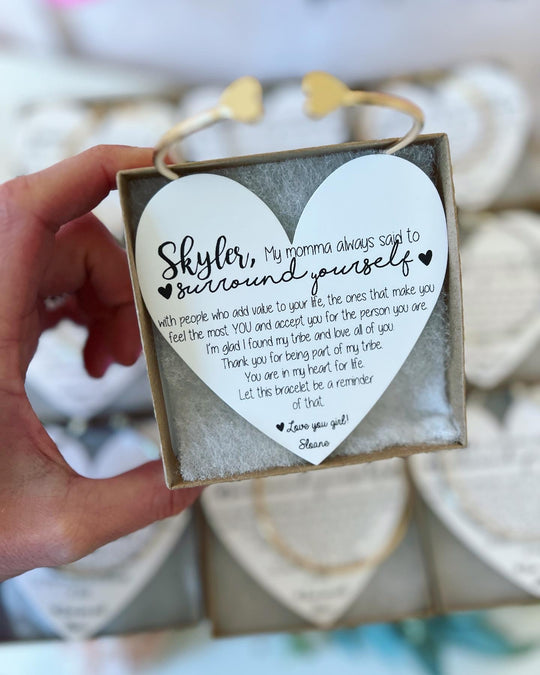 Skyler, My momma always said to
surround yourself
with people who add value to your life, the ones that make you
feel the most YOU and accept you for the person you are.
I'm glad I found my tribe and love all of you.
Thank you for being part of my tribe.
You are in my heart for life.
Let this bracelet be a reminder
of that.
Love you girl!
Sloane